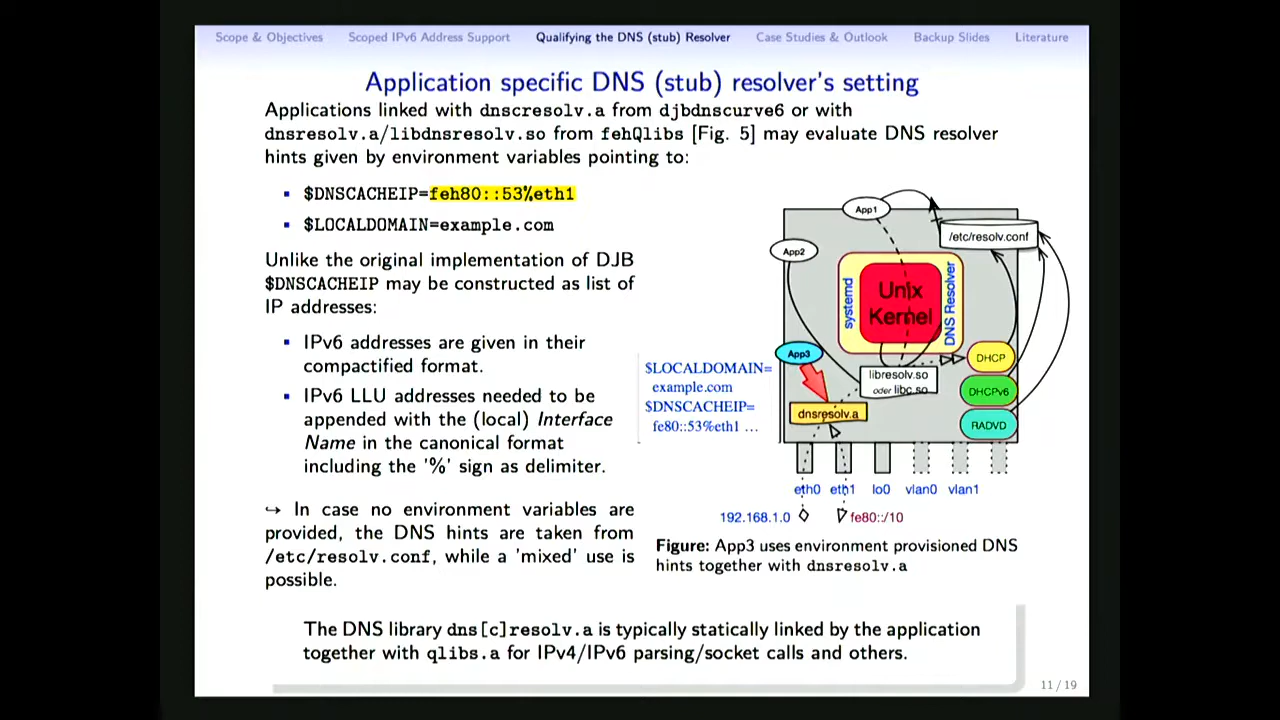 Scope & Objectives Scoped IPv6 Address Support Qualifying the DNS (stub) Resolver Case Studies & Outlook Backup Slides Literature
Application specific DNS (stub) resolver's setting
Applications linked with dnscresolv.a from djbdnscurve6 or with
dnsresolv.a/libdnsresolv.so from fehQlibs [Fig. 5] may evaluate DNS resolver
hints given by environment variables pointing to:
▪ $DNSCACHEIP=feh80::53%eth1
▪ $LOCALDOMAIN=example.com
Unlike the original implementation of DJB
$DNSCACHEIP may be constructed as list of
IP addresses:
▪ IPv6 addresses are given in their
compactified format.
▪ IPv6 LLU addresses needed to be
appended with the (local) Interface
Name in the canonical format
including the '%' sign as delimiter.
↪ In case no environment variables are
provided, the DNS hints are taken from
/etc/resolv.conf, while a 'mixed' use is
possible.
App1
/etc/resolv.conf
App2
systemd
Unix
Kernel
DNS Resolver
App3
DHCP
$LOCALDOMAIN=
example.com
$DNSCACHEIP=
fe80::53%eth1 ...
libresolv.so
oder libc.so
DHCPv6
dnsresolv.a
RADVD
eth0 eth1 lo0 vlan0 vlan1
192.168.1.0 fe80::/10
Figure: App3 uses environment provisioned DNS
hints together with dnsresolv.a
The DNS library dns[c]resolv.a is typically statically linked by the application
together with qlibs.a for IPv4/IPv6 parsing/socket calls and others.
11 / 19